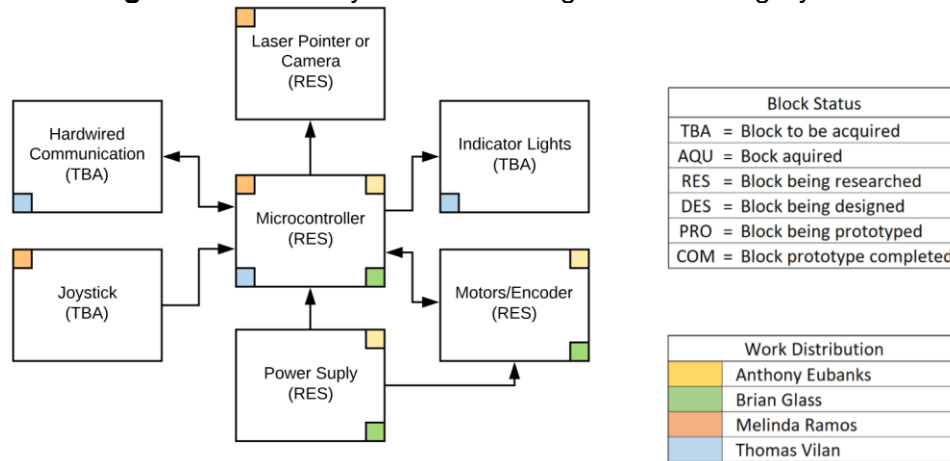 Laser Pointer or
Camera
(RES)
Hardwired
Communication
(TBA)
Indicator Lights
(TBA)
Microcontroller
(RES)
Joystick
(TBA)
Motors/Encoder
(RES)
Power Suply
(RES)
Block Status
TBA = Block to be acquired
AQU = Bock aquired
RES = Block being researched
DES = Block being designed
PRO = Block being prototyped
COM = Block prototype completed
Work Distribution
Anthony Eubanks
Brian Glass
Melinda Ramos
Thomas Vilan